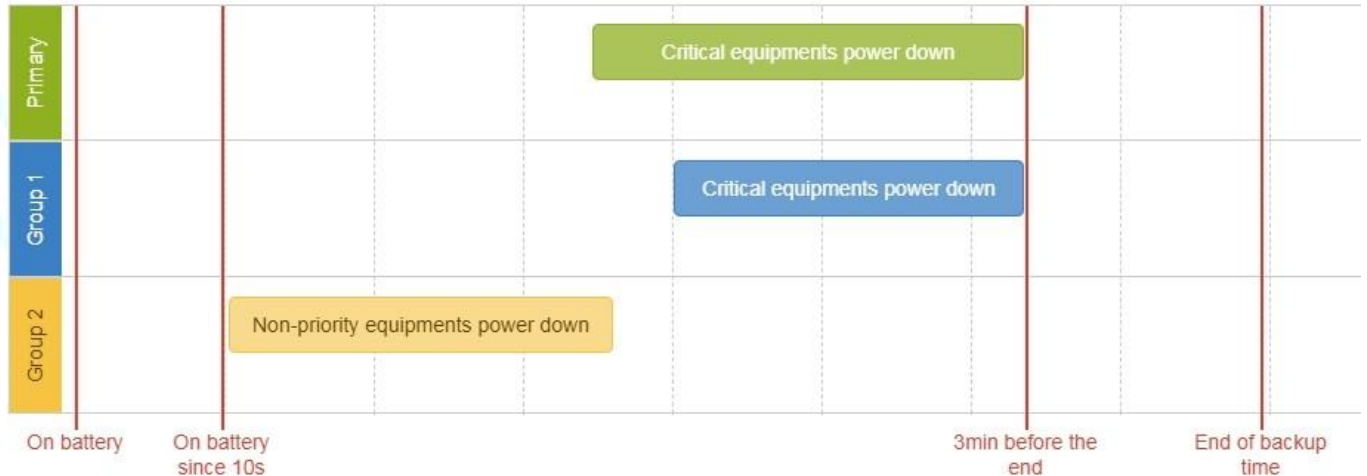 Primary
Critical equipments power down
Group 1
Critical equipments power down
Group 2
Non-priority equipments power down
On battery
On battery
since 10s
3min before the
end
End of backup
time